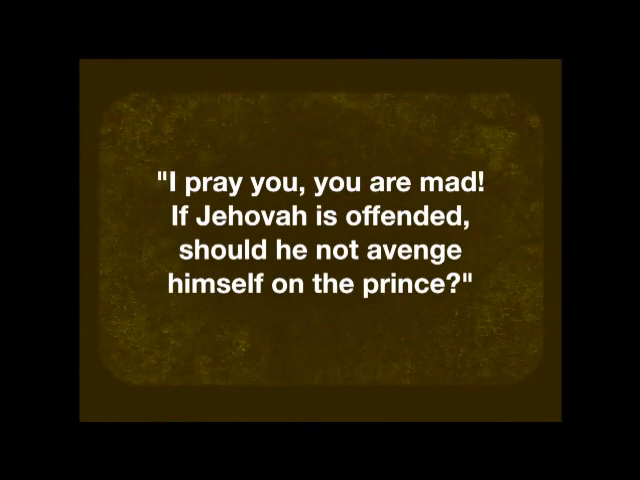 "I pray you, you are mad!
If Jehovah is offended,
should he not avenge
himself on the prince?"